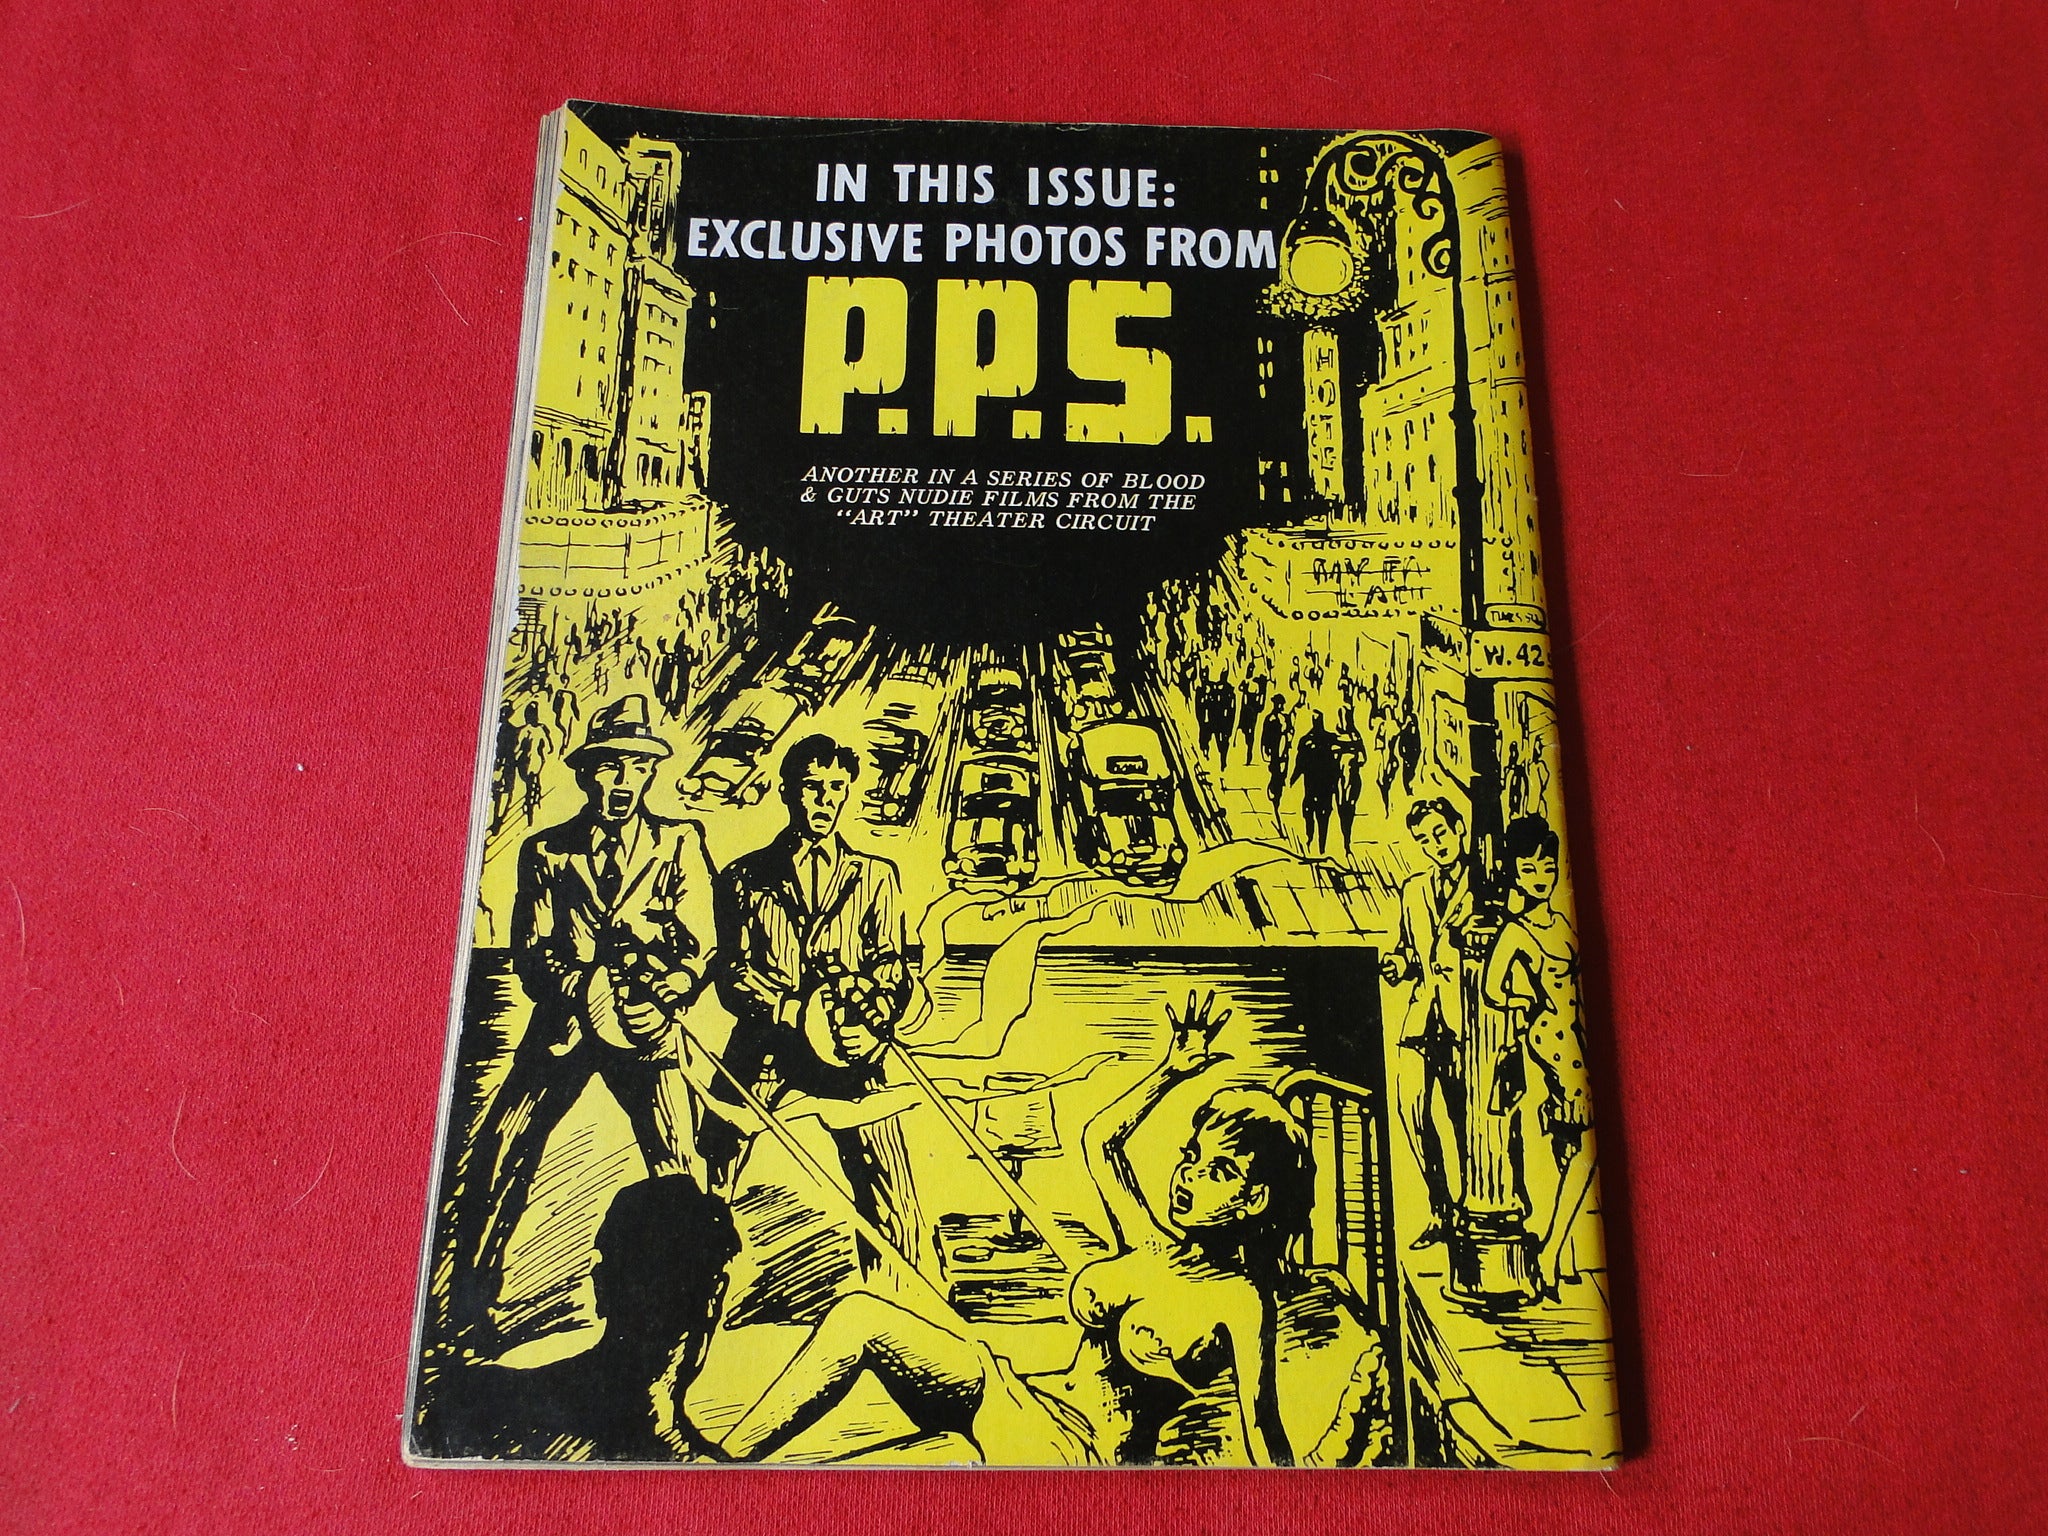 IN THIS ISSUE:
EXCLUSIVE PHOTOS FROM
P.P.S.
ANOTHER IN A SERIES OF BLOOD
& GUTS NUDIE FILMS FROM THE
“ART” THEATER CIRCUIT
HOTEL
W. 42